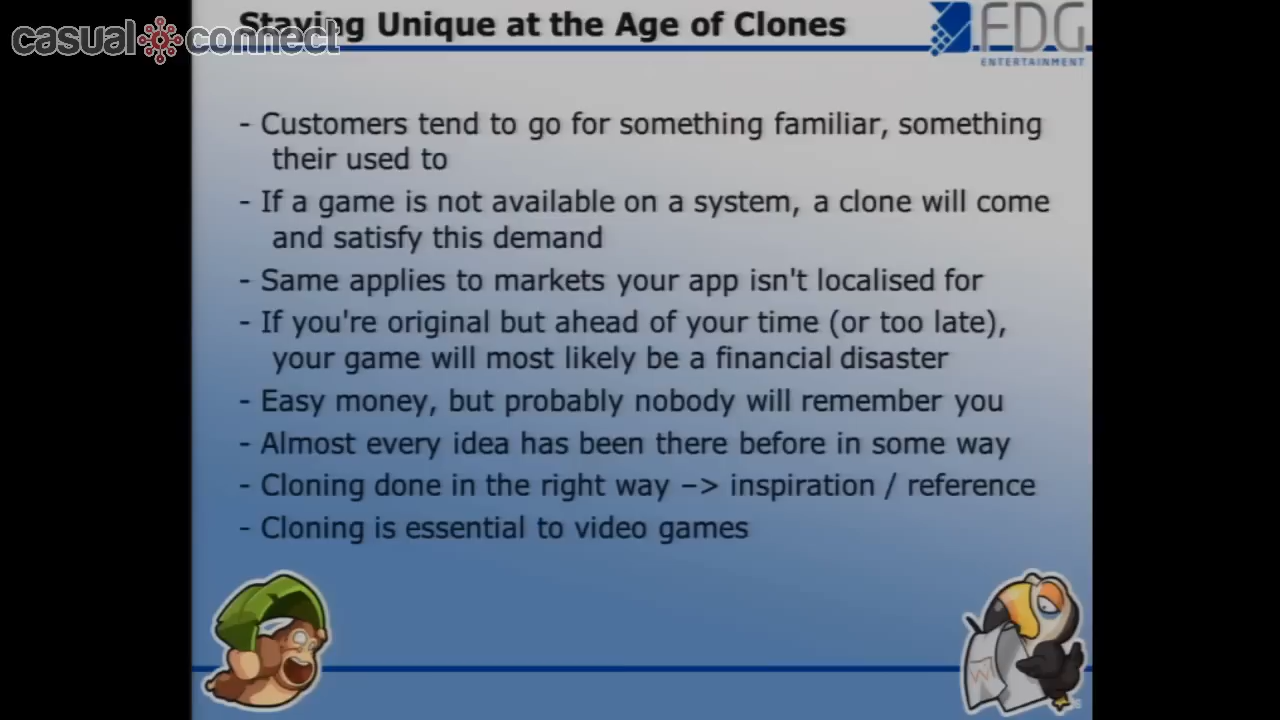 Staying Unique at the Age of Clones
casual connect
FDG
ENTERTAINMENT
- Customers tend to go for something familiar, something
their used to
- If a game is not available on a system, a clone will come
and satisfy this demand
- Same applies to markets your app isn't localised for
- If you're original but ahead of your time (or too late),
your game will most likely be a financial disaster
- Easy money, but probably nobody will remember you
- Almost every idea has been there before in some way
- Cloning done in the right way –> inspiration / reference
- Cloning is essential to video games